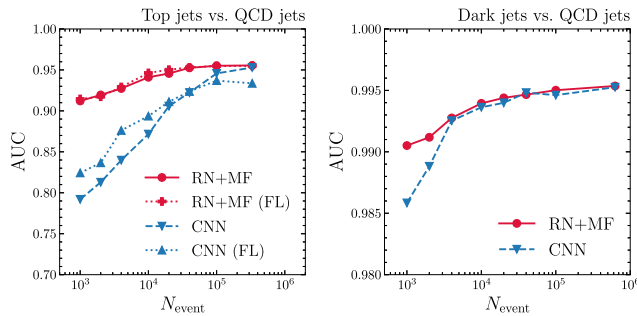 Top jets vs. QCD jets
1.00
0.95
0.90
0.85
0.80
0.75
0.70
AUC
RN+MF
RN+MF (FL)
CNN
CNN (FL)
10³ 10⁴ 10⁵ 10⁶
N_event
Dark jets vs. QCD jets
1.000
0.995
0.990
0.985
0.980
AUC
RN+MF
CNN
10³ 10⁴ 10⁵ 10⁶
N_event